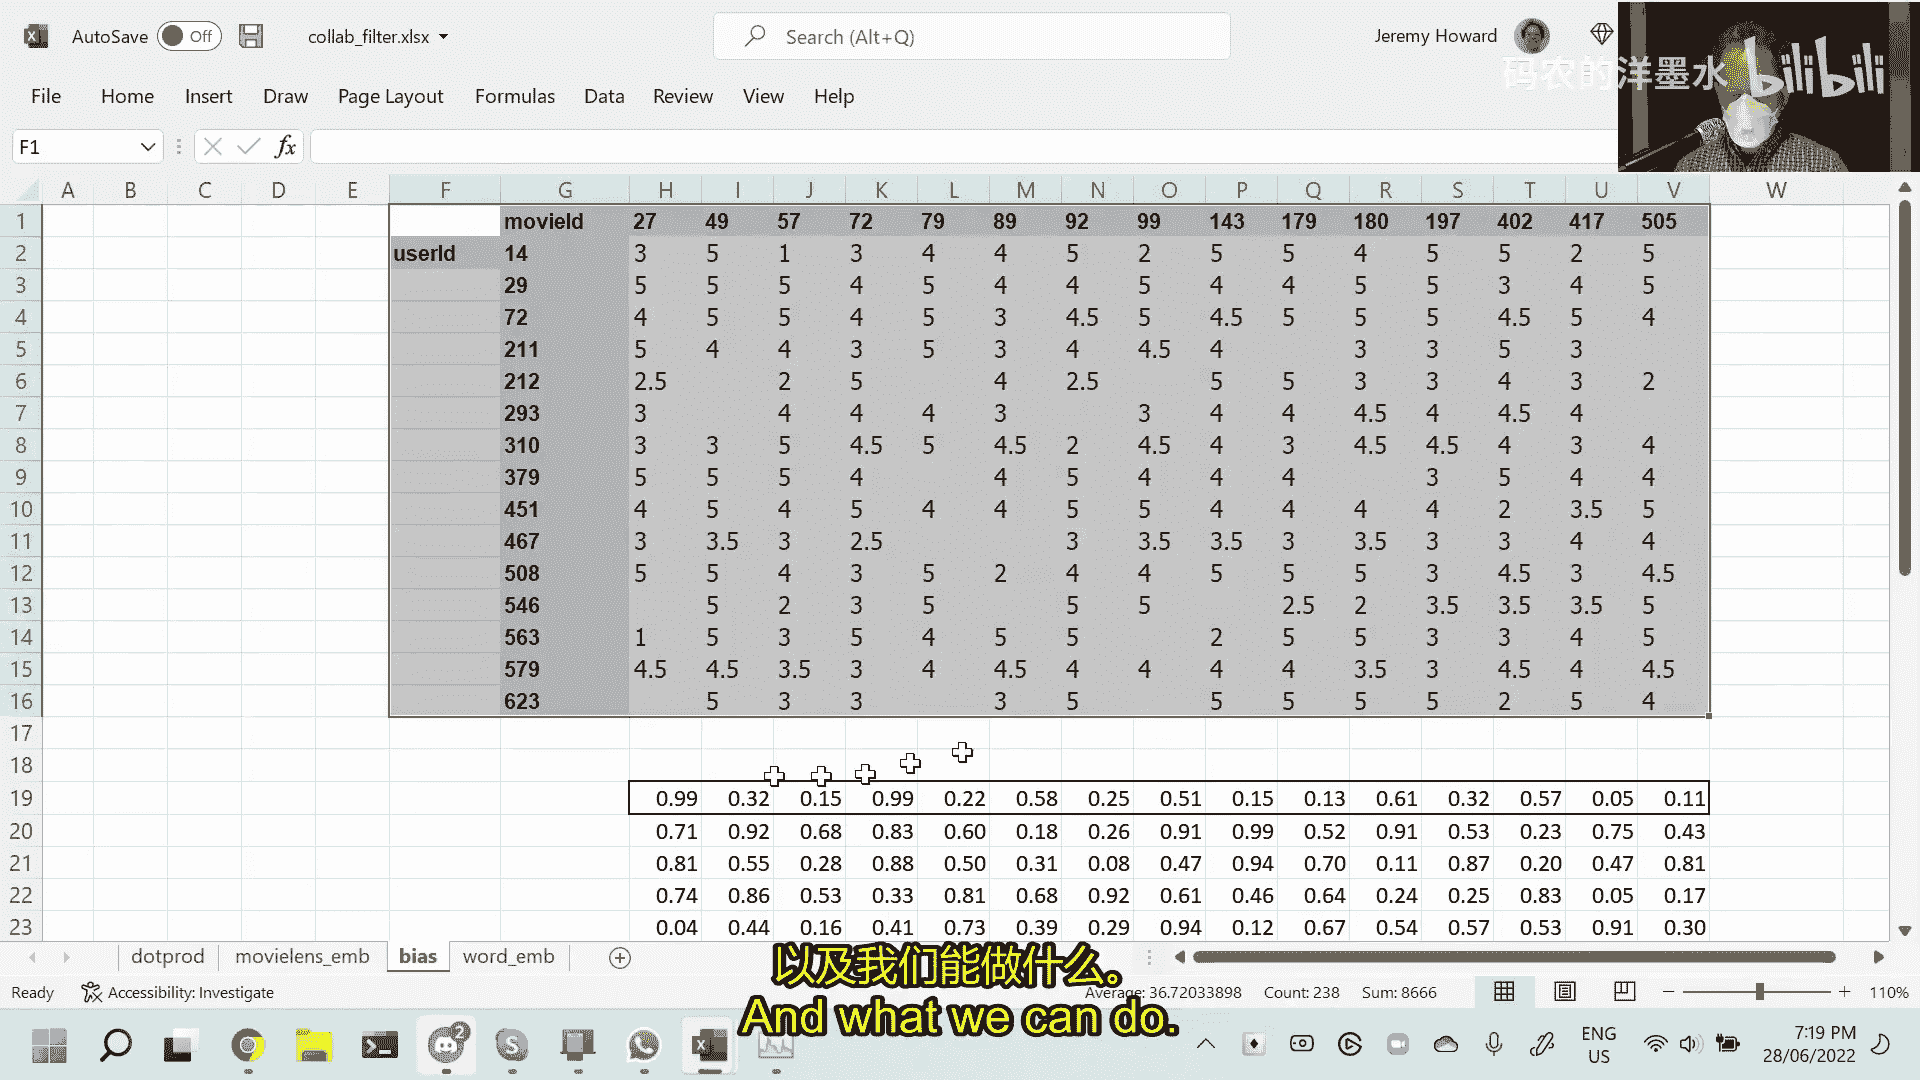 AutoSave Off collab_filter.xlsx Search (Alt+Q) Jeremy Howard
码农的洋墨水 bilibili
File Home Insert Draw Page Layout Formulas Data Review View Help
F1 fx
A B C D E F G H I J K L M N O P Q R S T U V W
1 movieId 27 49 57 72 79 89 92 99 143 179 180 197 402 417 505
2 userId 14 3 5 1 3 4 4 5 2 5 5 4 5 5 2 5
3 29 5 5 5 4 5 4 4 5 4 4 5 5 3 4 5
4 72 4 5 5 4 5 3 4.5 5 4.5 5 5 5 4.5 5 4
5 211 5 4 4 3 5 3 4 4.5 4 3 3 5 3
6 212 2.5 2 5 4 2.5 5 5 3 3 4 3 2
7 293 3 4 4 4 3 3 4 4 4.5 4 4.5 4
8 310 3 3 5 4.5 5 4.5 2 4.5 4 3 4.5 4.5 4 3 4
9 379 5 5 5 4 4 5 4 4 4 3 5 4 4
10 451 4 5 4 5 4 4 5 5 4 4 4 4 2 3.5 5
11 467 3 3.5 3 2.5 3 3.5 3.5 3 3.5 3 3 4 4
12 508 5 5 4 3 5 2 4 4 5 5 5 3 4.5 3 4.5
13 546 5 2 3 5 5 5 2.5 2 3.5 3.5 3.5 5
14 563 1 5 3 5 4 5 5 2 5 5 3 3 4 5
15 579 4.5 4.5 3.5 3 4 4.5 4 4 4 4 3.5 3 4.5 4 4.5
16 623 5 3 3 3 5 5 5 5 5 2 5 4
17
18
19 0.99 0.32 0.15 0.99 0.22 0.58 0.25 0.51 0.15 0.13 0.61 0.32 0.57 0.05 0.11
20 0.71 0.92 0.68 0.83 0.60 0.18 0.26 0.91 0.99 0.52 0.91 0.53 0.23 0.75 0.43
21 0.81 0.55 0.28 0.88 0.50 0.31 0.08 0.47 0.94 0.70 0.11 0.87 0.20 0.47 0.81
22 0.74 0.86 0.53 0.33 0.81 0.68 0.92 0.61 0.46 0.64 0.24 0.25 0.83 0.05 0.17
23 0.04 0.44 0.16 0.41 0.73 0.39 0.29 0.94 0.12 0.67 0.54 0.57 0.53 0.91 0.30
dotprod movielens_emb bias word_emb
以及我们能做什么。
Ready Accessibility: Investigate Average: 36.72033898 Count: 238 Sum: 8666 110%
And what we can do.
2 ENG US 7:19 PM 28/06/2022